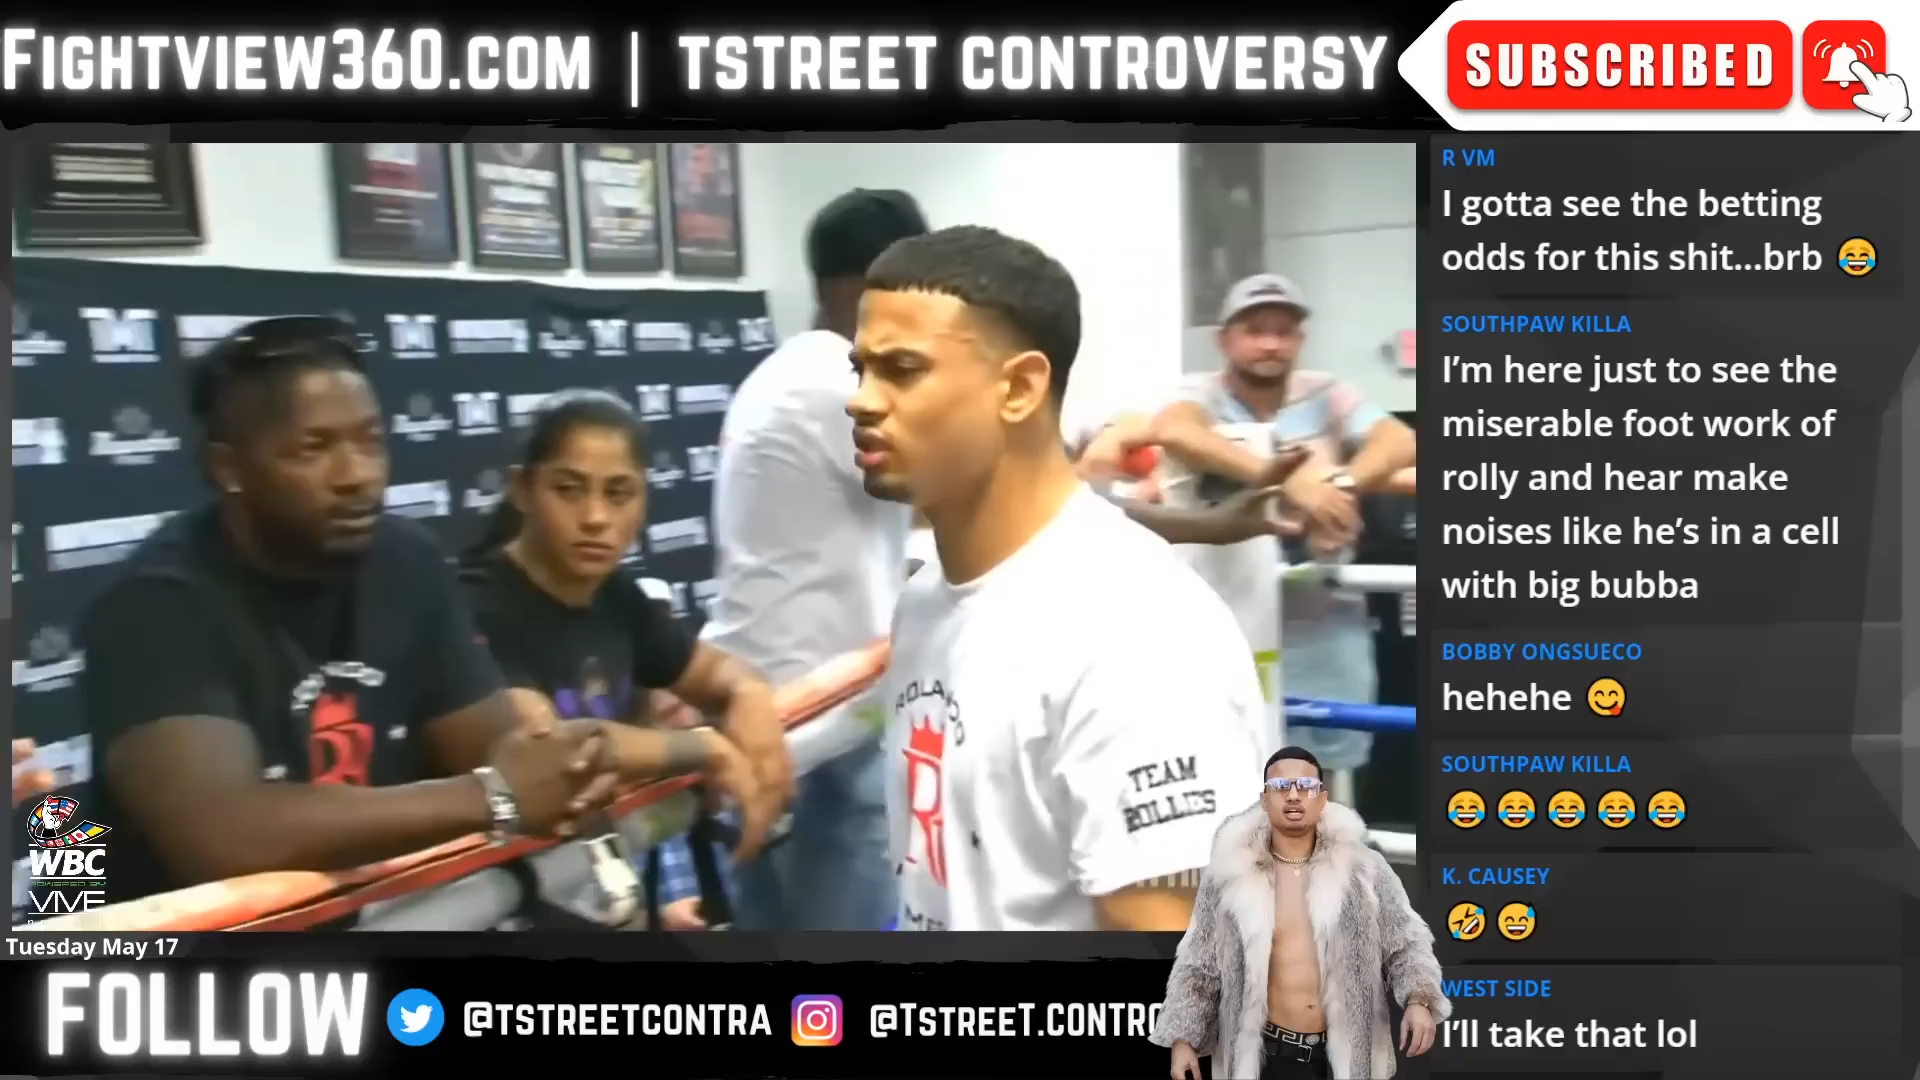 FIGHTVIEW360.COM | TSTREET CONTROVERSY
SUBSCRIBED
R VM
I gotta see the betting
odds for this shit...brb 😂
SOUTHPAW KILLA
I’m here just to see the
miserable foot work of
rolly and hear make
noises like he’s in a cell
with big bubba
BOBBY ONGSUECO
hehehe 😋
SOUTHPAW KILLA
😂😂😂😂😂
K. CAUSEY
🤣😅
WEST SIDE
I’ll take that lol
TEAM
ROLLIES
WBC
POWERED BY
VIVE
Tuesday May 17
FOLLOW @TSTREETCONTRA @TSTREET.CONTRO